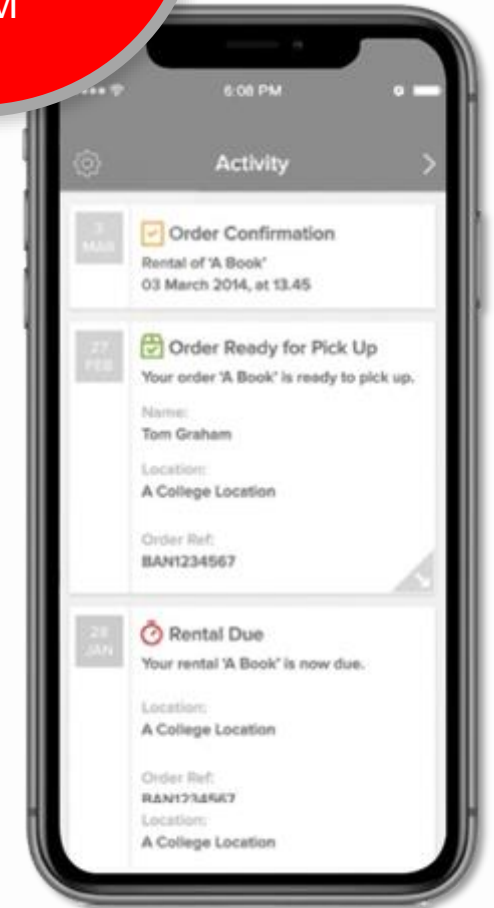 M
6:08 PM
Activity
3
MAR
Order Confirmation
Rental of 'A Book'
03 March 2014, at 13.45
27
FEB
Order Ready for Pick Up
Your order 'A Book' is ready to pick up.
Name:
Tom Graham
Location:
A College Location
Order Ref:
BAN1234567
28
JAN
Rental Due
Your rental 'A Book' is now due.
Location:
A College Location
Order Ref:
BAN1234567
Location:
A College Location